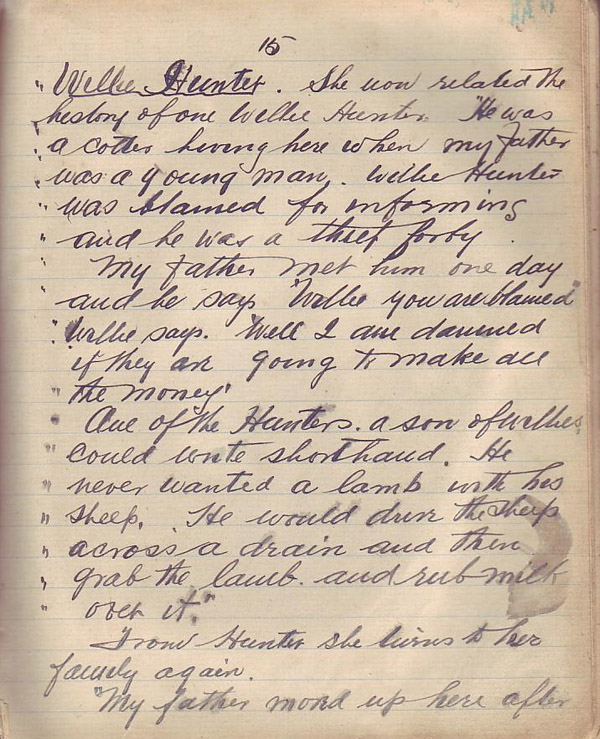 15
" Willie Hunter. She now related the
" history of one Willie Hunter. "He was
" a cotter living here when my father
" was a young man. Willie Hunter
" was blamed for informing
" and he was a thief forby.
" My father met him one day
" and he says "Willie you are blamed"
" Willie says. "Well I am damned
" if they are going to make all
" the money"
" One of the Hunters. a son of Willies
" could write shorthand. He
" never wanted a lamb with his
" sheep. He would drive the sheep
" across a drain and then
" grab the lamb. and rub milk
" over it."
From Hunter she turns to her
family again.
"My father moved up here after